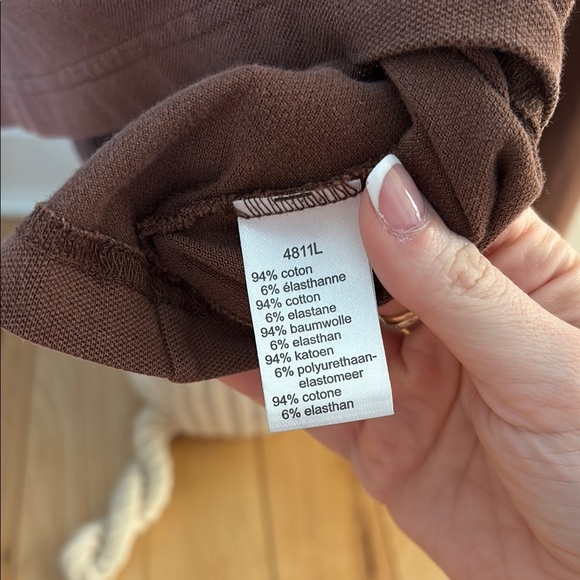 4811L
94% coton
6% élasthanne
94% cotton
6% elastane
94% baumwolle
6% elasthan
94% katoen
6% polyurethaan-
elastomeer
94% cotone
6% elasthan